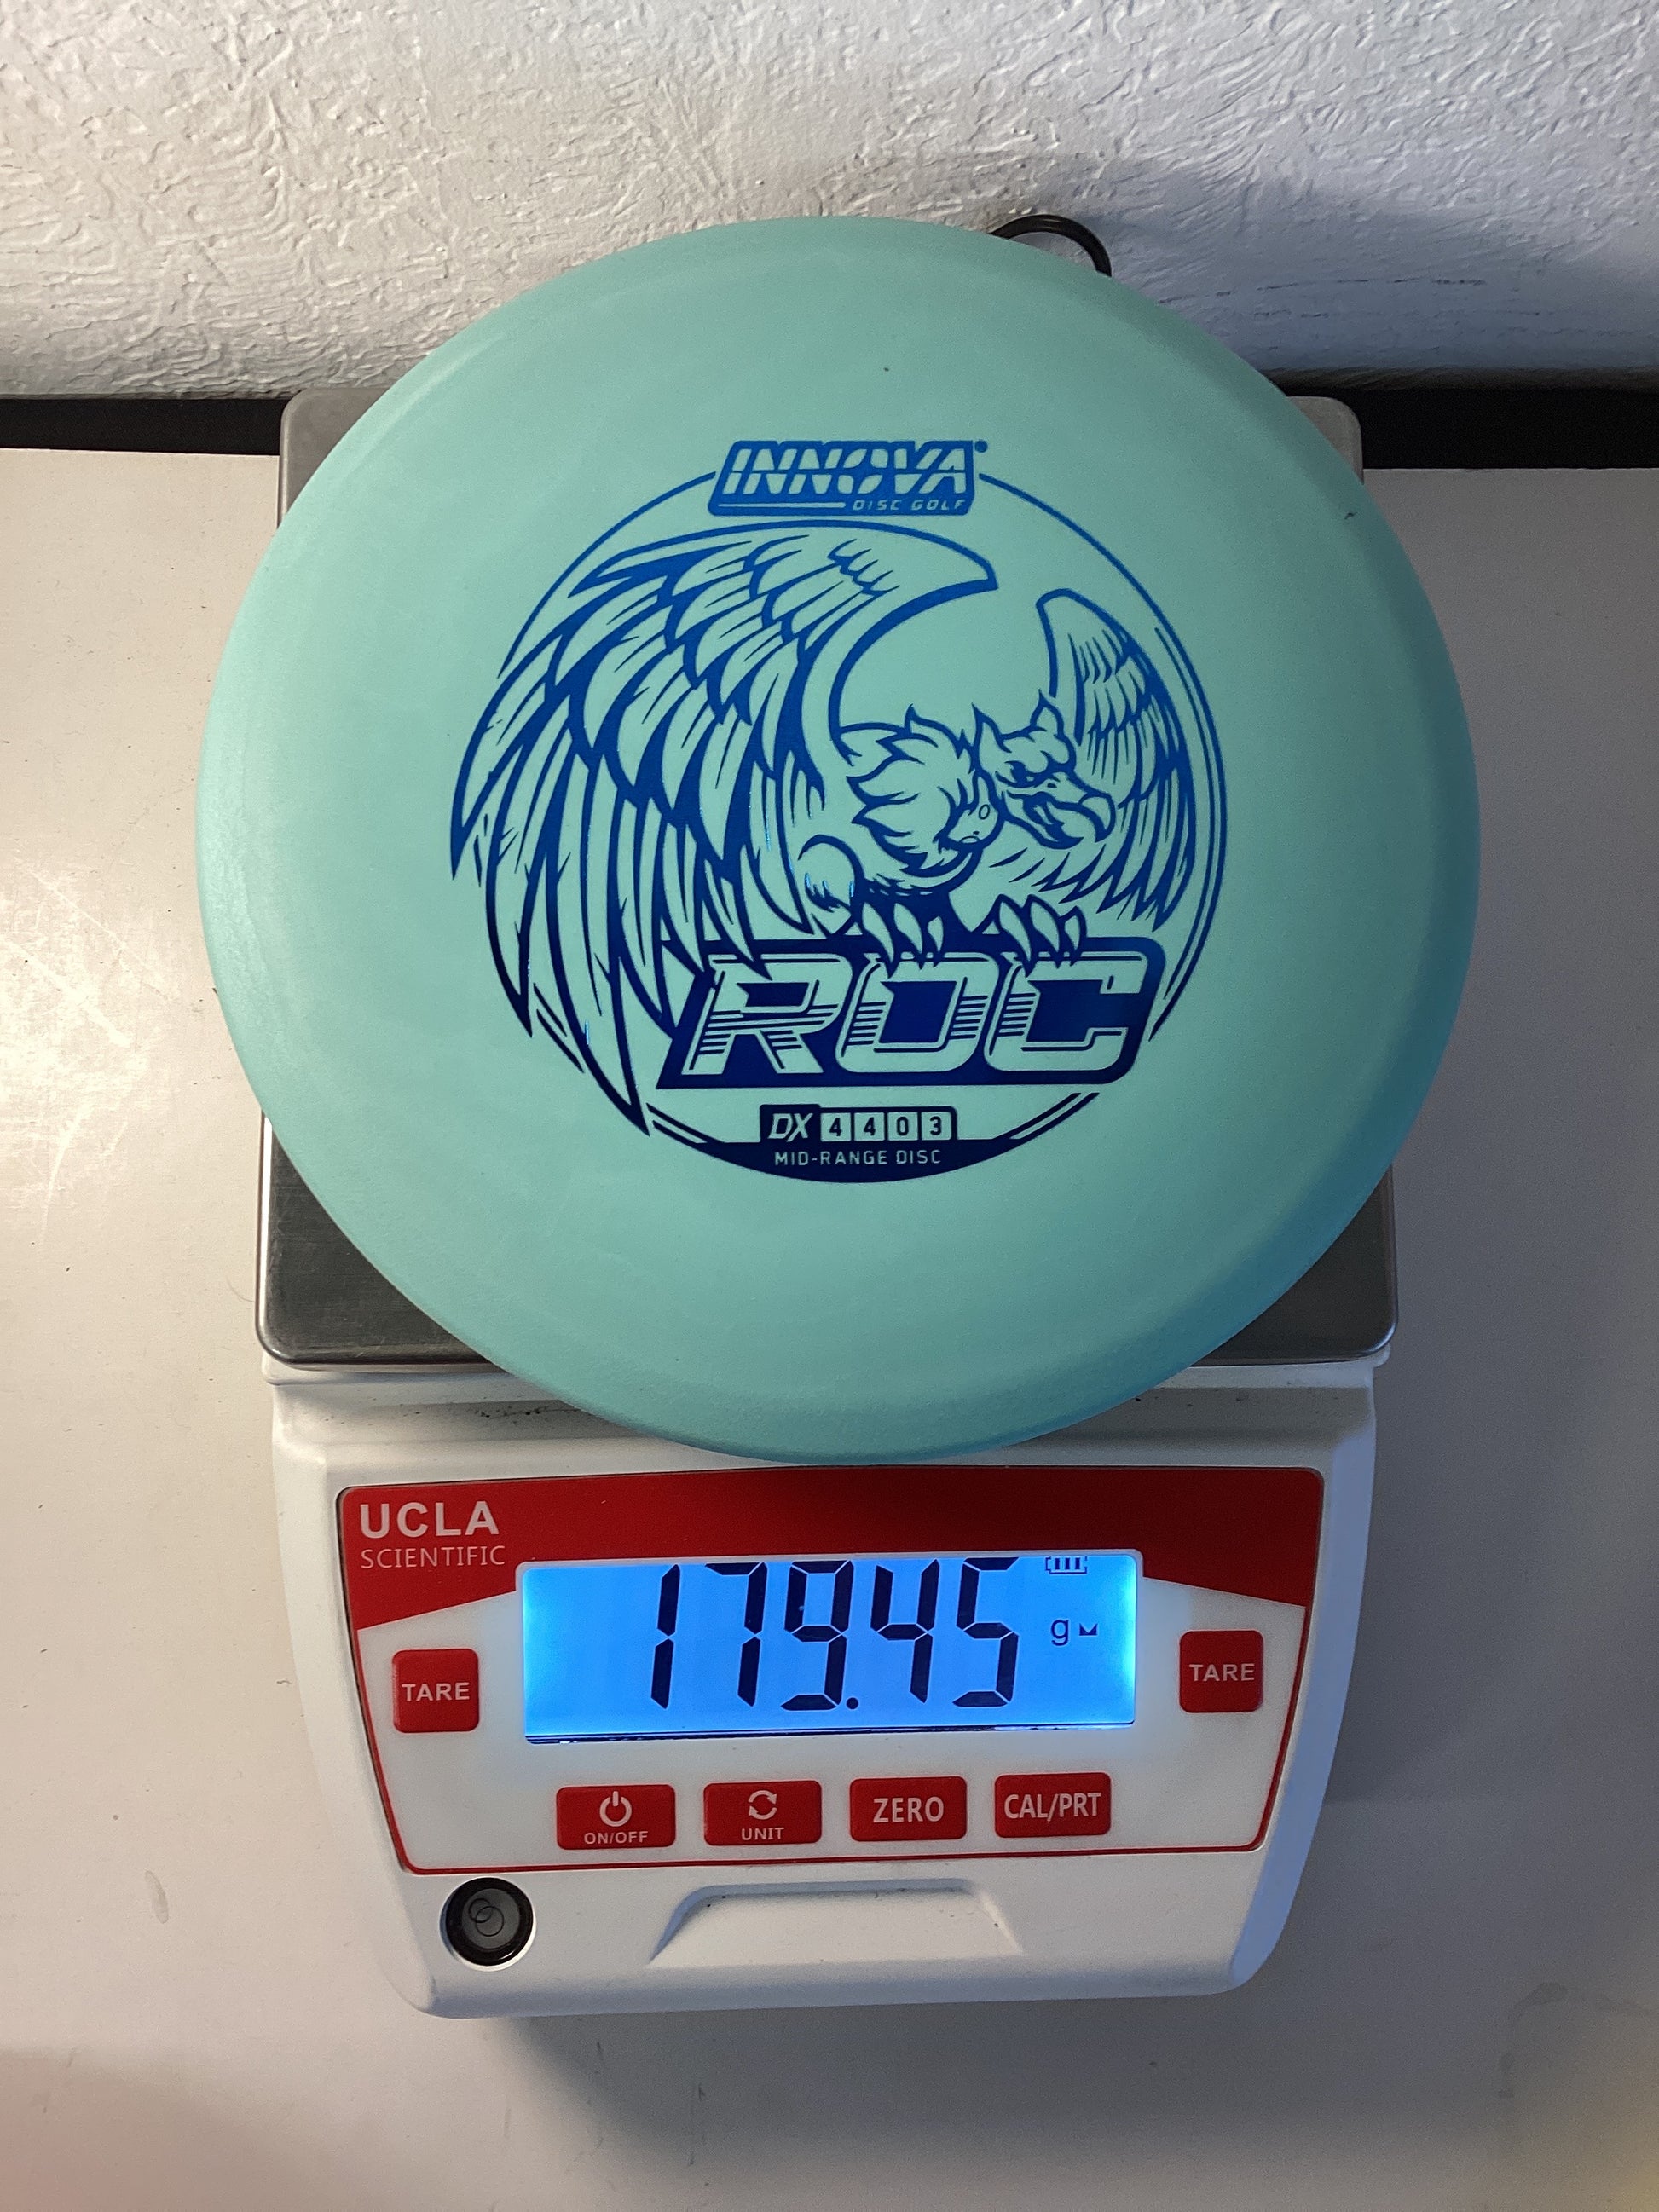 INNOVA
DISC GOLF
ROC
DX 4 4 0 3
MID-RANGE DISC
UCLA
SCIENTIFIC
179.45 g
TARE
TARE
ON/OFF
UNIT
ZERO
CAL/PRT